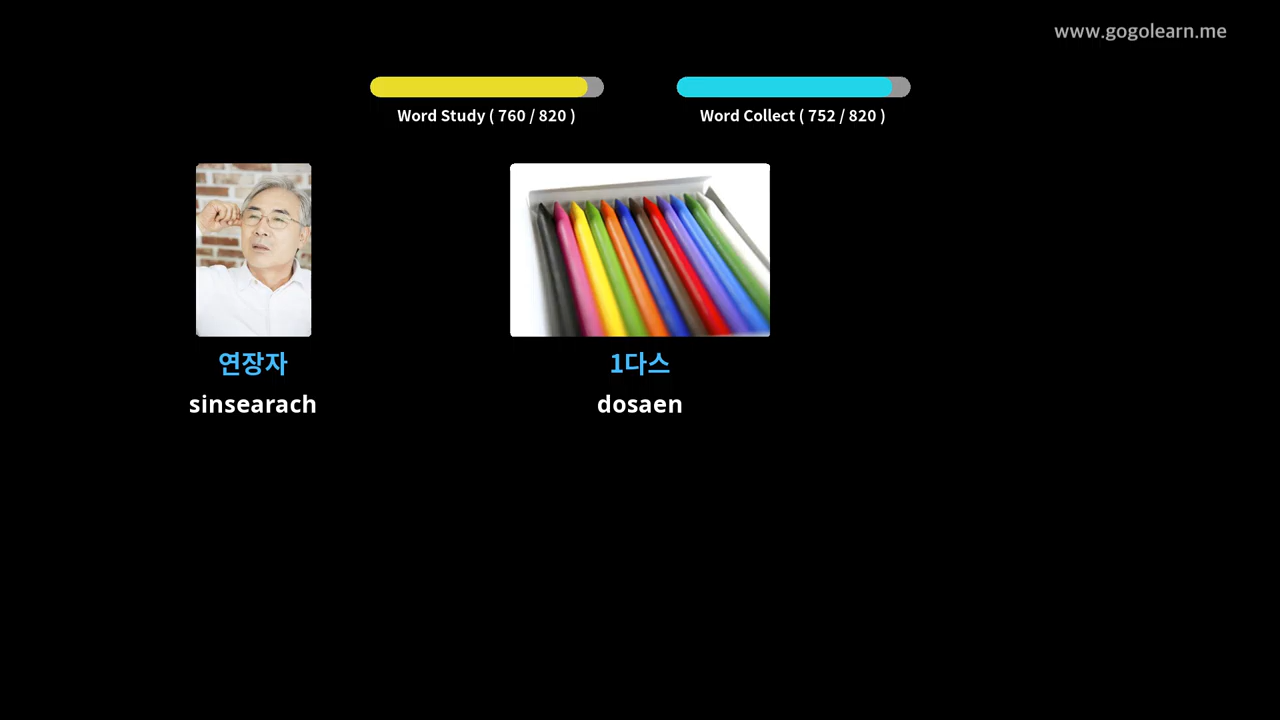 www.gogolearn.me
Word Study ( 760 / 820 )
Word Collect ( 752 / 820 )
연장자
1다스
sinsearach
dosaen